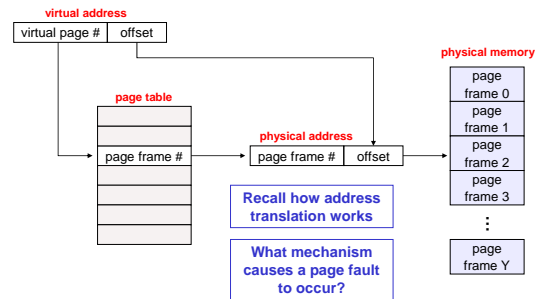 virtual address
virtual page #
offset
physical memory
page
frame 0
page
frame 1
page
frame 2
page
frame 3
⋮
page
frame Y
page table
page frame #
physical address
page frame #
offset
Recall how address
translation works
What mechanism
causes a page fault
to occur?